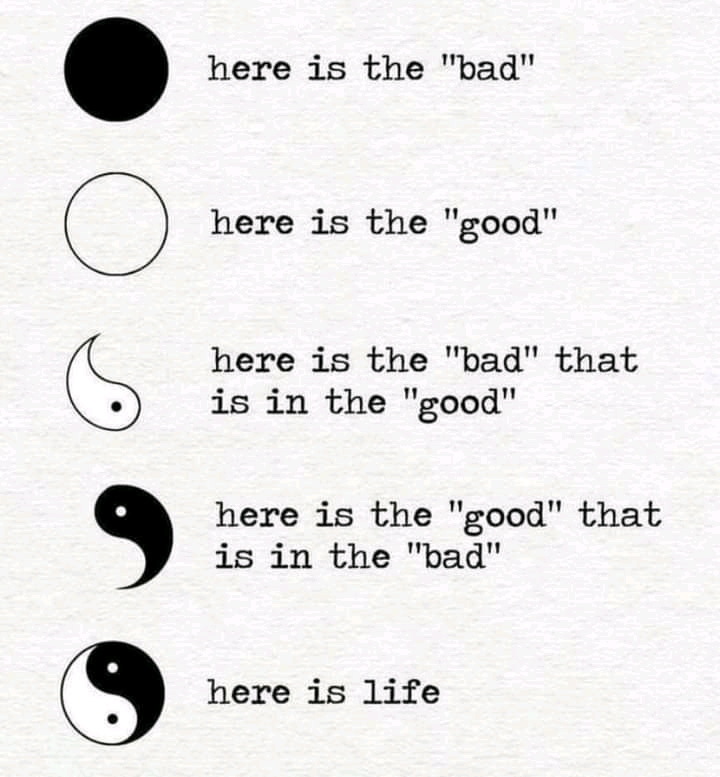 here is the "bad"
here is the "good"
here is the "bad" that
is in the "good"
here is the "good" that
is in the "bad"
here is life